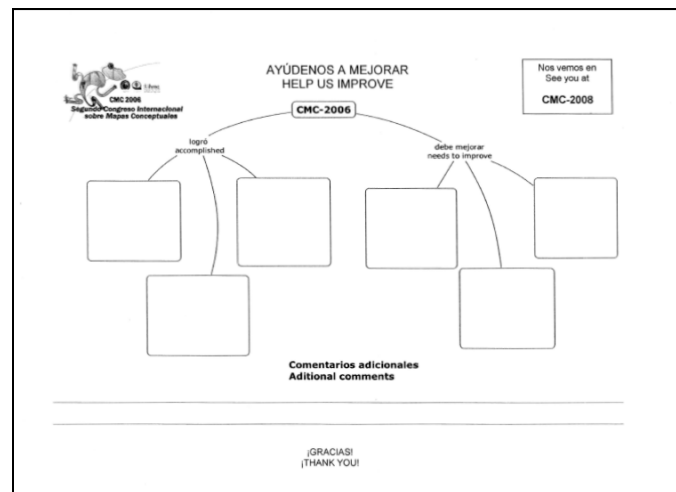 CMC 2006
Segundo Congreso Internacional
sobre Mapas Conceptuales
AYÚDENOS A MEJORAR
HELP US IMPROVE
Nos vemos en
See you at
CMC-2008
CMC-2006
logró
accomplished
debe mejorar
needs to improve
Comentarios adicionales
Aditional comments
¡GRACIAS!
¡THANK YOU!